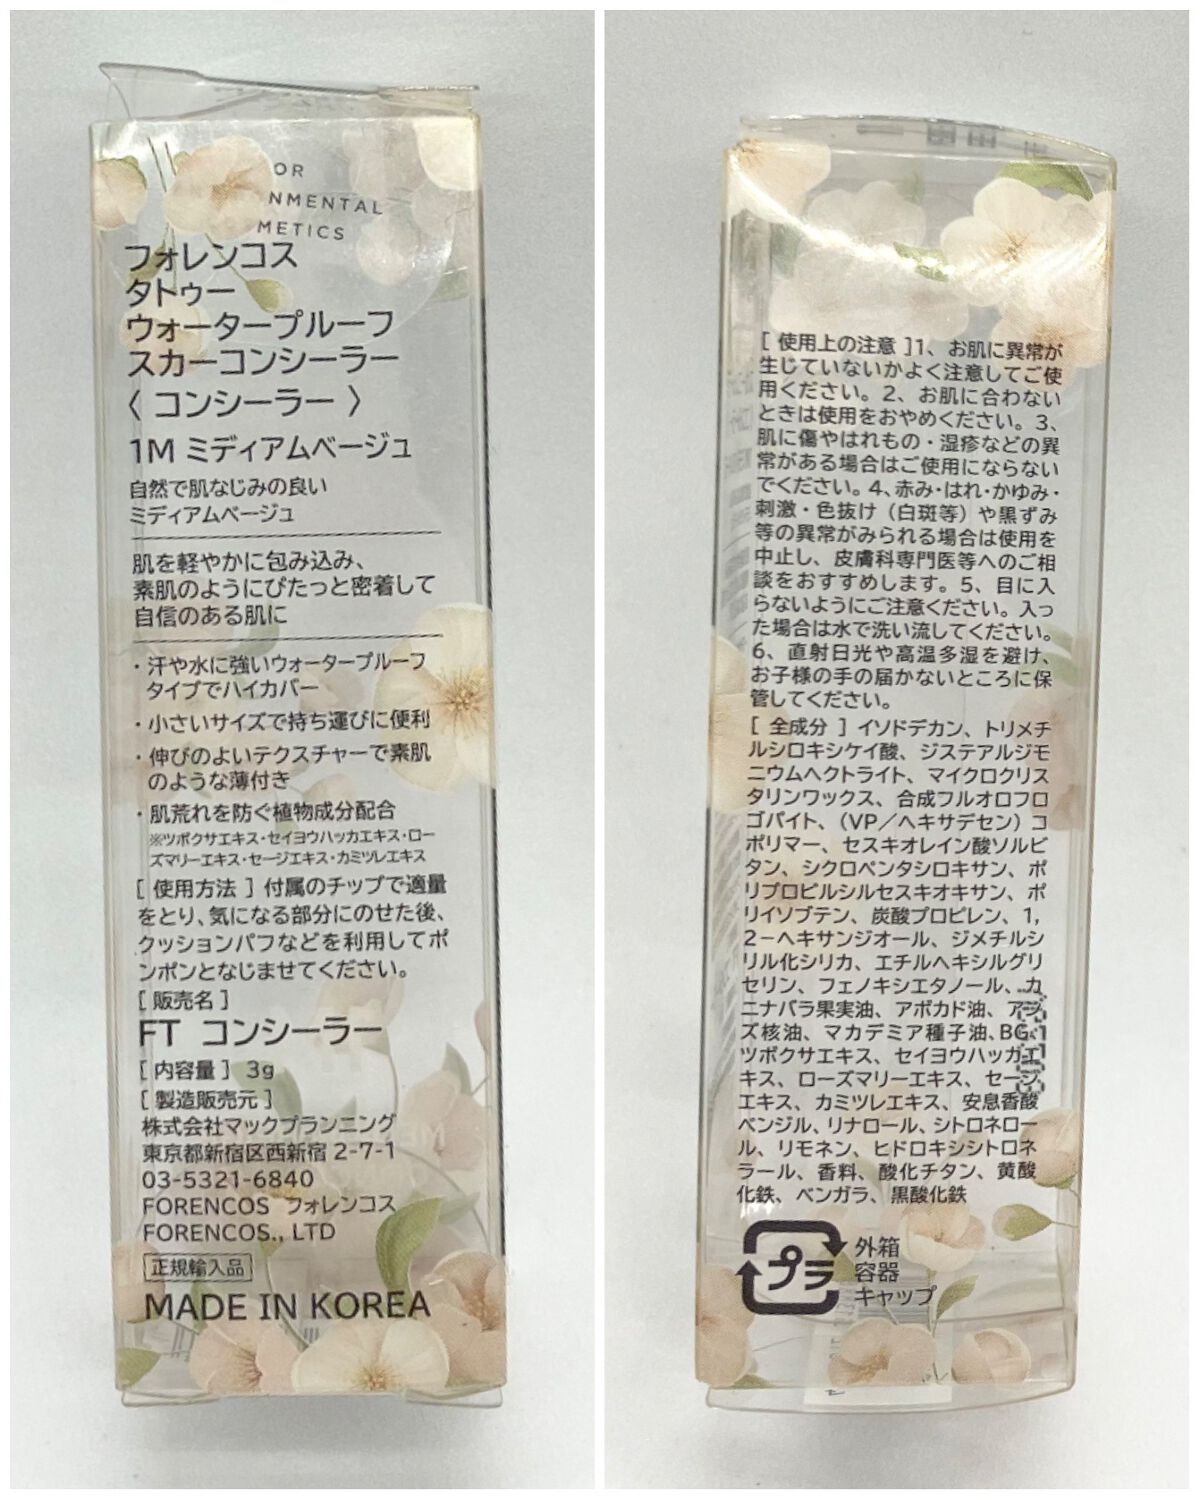 OR
NMENTAL
METICS
フォレンコス
タトゥー
ウォータープルーフ
スカーコンシーラー
〈 コンシーラー 〉
1M ミディアムベージュ
自然で肌なじみの良い
ミディアムベージュ
肌を軽やかに包み込み、
素肌のようにぴたっと密着して
自信のある肌に
・汗や水に強いウォータープルーフ
タイプでハイカバー
・小さいサイズで持ち運びに便利
・伸びのよいテクスチャーで素肌
のような薄付き
・肌荒れを防ぐ植物成分配合
※ツボクサエキス・セイヨウハッカエキス・ロー
ズマリーエキス・セージエキス・カミツレエキス
[ 使用方法 ] 付属のチップで適量
をとり、気になる部分にのせた後、
クッションパフなどを利用してポ
ンポンとなじませてください。
[ 販売名 ]
FT コンシーラー
[ 内容量 ] 3g
[ 製造販売元 ]
株式会社マックプランニング
東京都新宿区西新宿 2-7-1
03-5321-6840
FORENCOS フォレンコス
FORENCOS., LTD
正規輸入品
MADE IN KOREA
[ 使用上の注意 ]1、お肌に異常が
生じていないかよく注意してご使
用ください。2、お肌に合わない
ときは使用をおやめください。3、
肌に傷やはれもの・湿疹などの異
常がある場合はご使用にならない
でください。4、赤み・はれ・かゆみ・
刺激・色抜け（白斑等）や黒ずみ
等の異常がみられる場合は使用を
中止し、皮膚科専門医等へのご相
談をおすすめします。5、目に入
らないようにご注意ください。入っ
た場合は水で洗い流してください。
6、直射日光や高温多湿を避け、
お子様の手の届かないところに保
管してください。
[ 全成分 ] イソドデカン、トリメチ
ルシロキシケイ酸、ジステアルジモ
ニウムヘクトライト、マイクロクリス
タリンワックス、合成フルオロフロ
ゴパイト、（VP／ヘキサデセン）コ
ポリマー、セスキオレイン酸ソルビ
タン、シクロペンタシロキサン、ポ
リプロピルシルセスキオキサン、ポ
リイソブテン、炭酸プロピレン、1,
2－ヘキサンジオール、ジメチルシ
リル化シリカ、エチルヘキシルグリ
セリン、フェノキシエタノール、カ
ニナバラ果実油、アボカド油、アン
ズ核油、マカデミア種子油、BG、
ツボクサエキス、セイヨウハッカエ
キス、ローズマリーエキス、セージ
エキス、カミツレエキス、安息香酸
ベンジル、リナロール、シトロネロー
ル、リモネン、ヒドロキシシトロネ
ラール、香料、酸化チタン、黄酸
化鉄、ベンガラ、黒酸化鉄
プラ
外箱
容器
キャップ